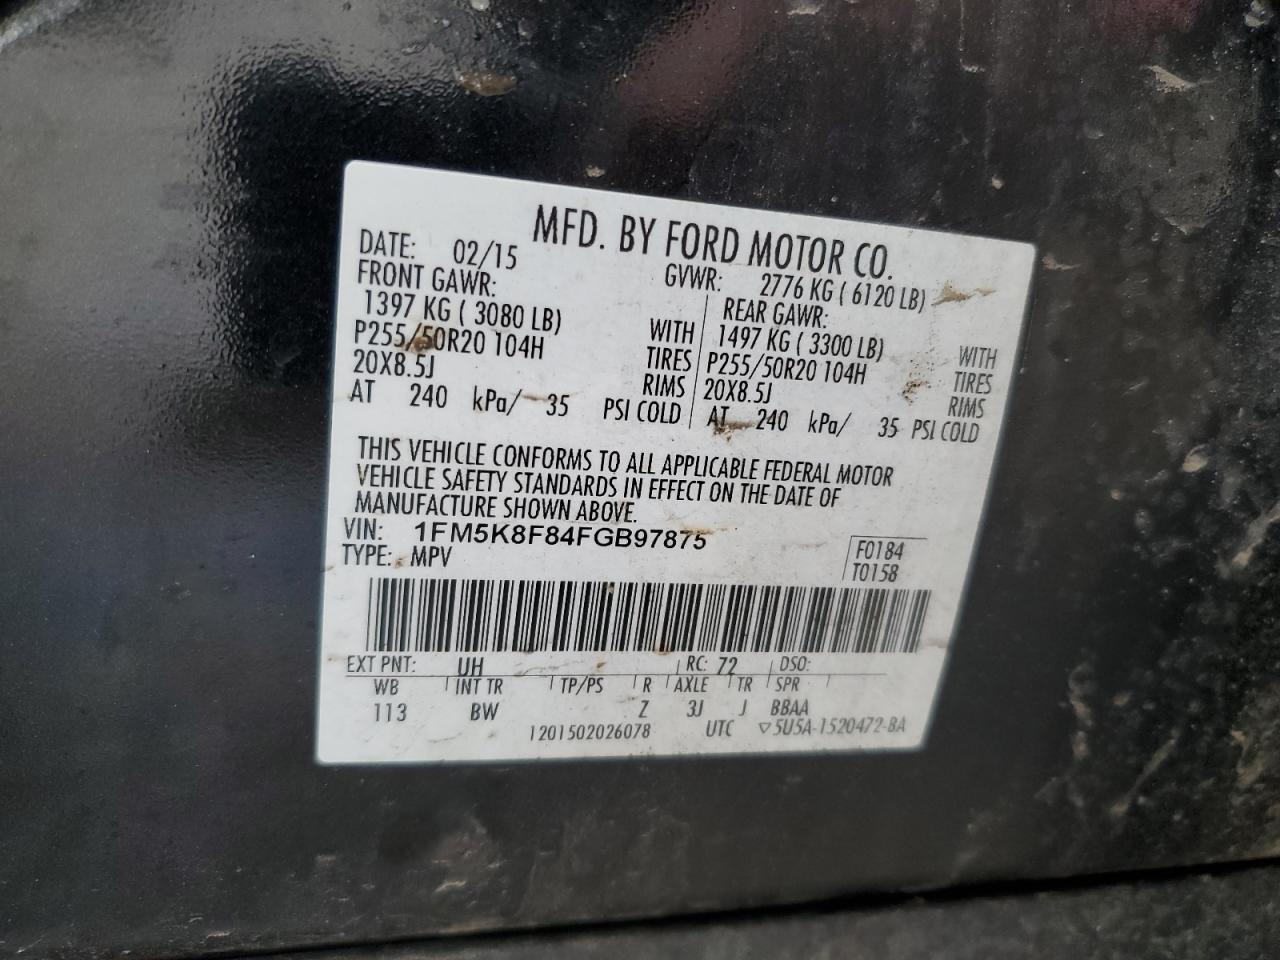 MFD. BY FORD MOTOR CO.
DATE: 02/15 GVWR: 2776 KG ( 6120 LB)
FRONT GAWR: REAR GAWR:
1397 KG ( 3080 LB) WITH 1497 KG ( 3300 LB) WITH
P255/50R20 104H TIRES P255/50R20 104H TIRES
20X8.5J RIMS 20X8.5J RIMS
AT 240 kPa/ 35 PSI COLD AT 240 kPa/ 35 PSI COLD
THIS VEHICLE CONFORMS TO ALL APPLICABLE FEDERAL MOTOR
VEHICLE SAFETY STANDARDS IN EFFECT ON THE DATE OF
MANUFACTURE SHOWN ABOVE.
VIN: 1FM5K8F84FGB97875 F0184
TYPE: MPV T0158
EXT PNT: UH RC: 72 DSO:
WB INT TR TP/PS R AXLE TR SPR
113 BW Z 3J J BBAA
1201502026078 UTC ▽5U5A-1520472-BA